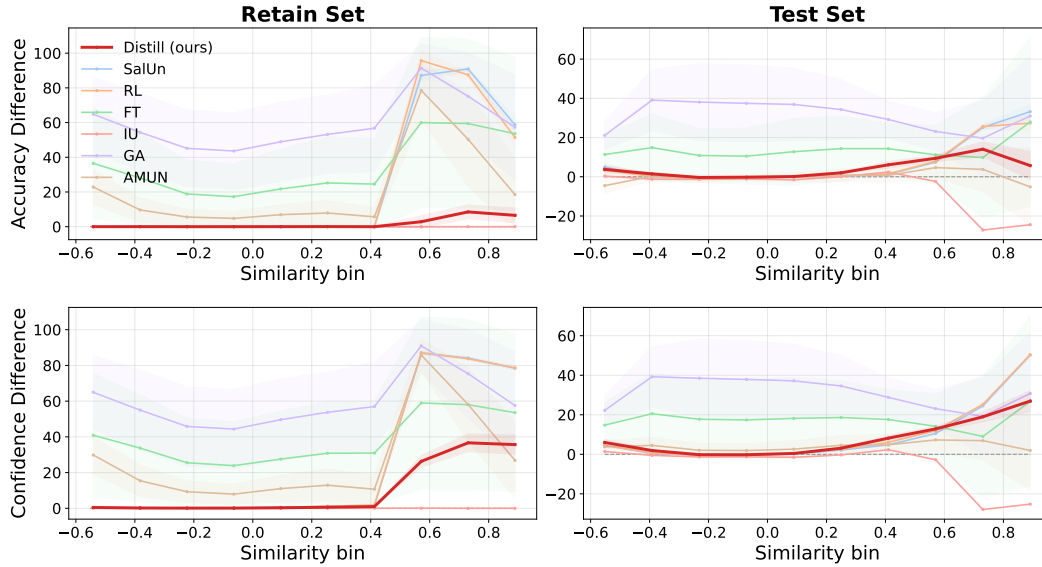 Retain Set
Test Set
Accuracy Difference
100
80
60
40
20
0
Distill (ours)
SalUn
RL
FT
IU
GA
AMUN
−0.6 −0.4 −0.2 0.0 0.2 0.4 0.6 0.8
Similarity bin
60
40
20
0
−20
−0.6 −0.4 −0.2 0.0 0.2 0.4 0.6 0.8
Similarity bin
Confidence Difference
100
80
60
40
20
0
−0.6 −0.4 −0.2 0.0 0.2 0.4 0.6 0.8
Similarity bin
60
40
20
0
−20
−0.6 −0.4 −0.2 0.0 0.2 0.4 0.6 0.8
Similarity bin